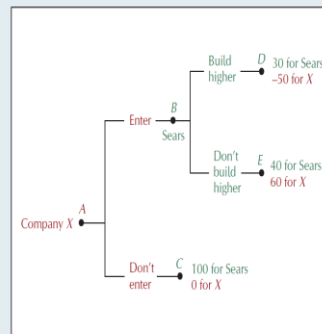 Build
higher
D
30 for Sears
–50 for X
B
Enter
Sears
Don't
build
higher
E
40 for Sears
60 for X
A
Company X
Don't
enter
C
100 for Sears
0 for X